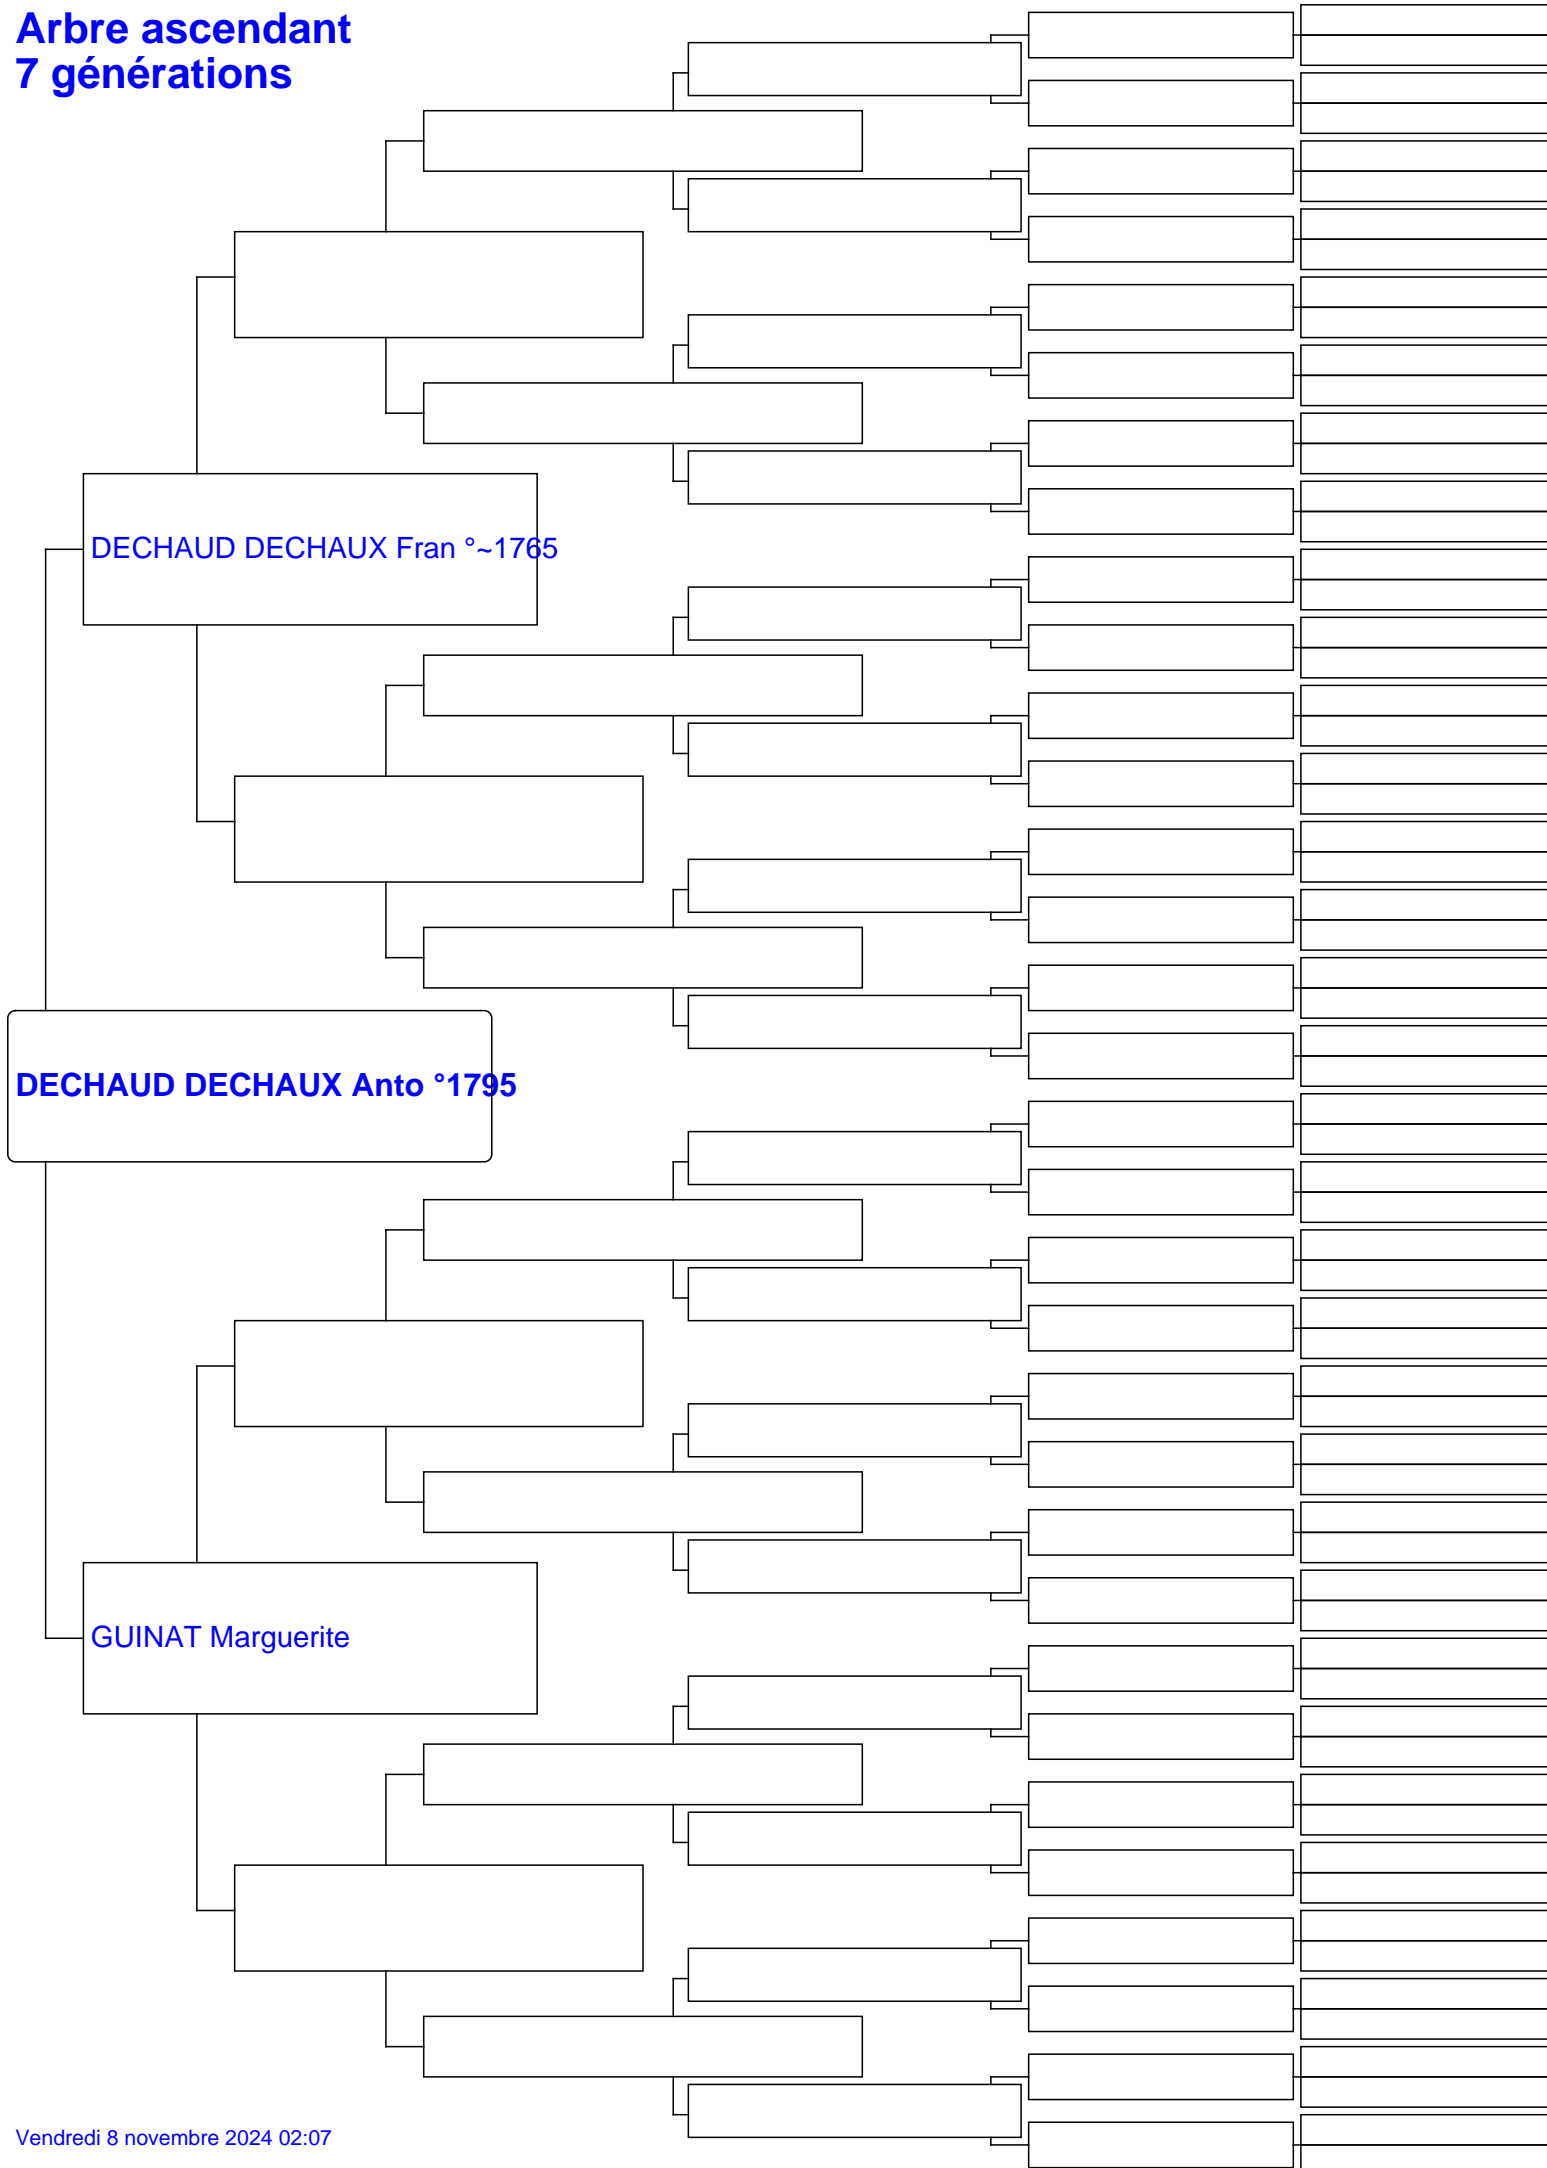 Arbre ascendant
7 générations
DECHAUD DECHAUX Fran °~1765
DECHAUD DECHAUX Anto °1795
GUINAT Marguerite
Vendredi 8 novembre 2024 02:07